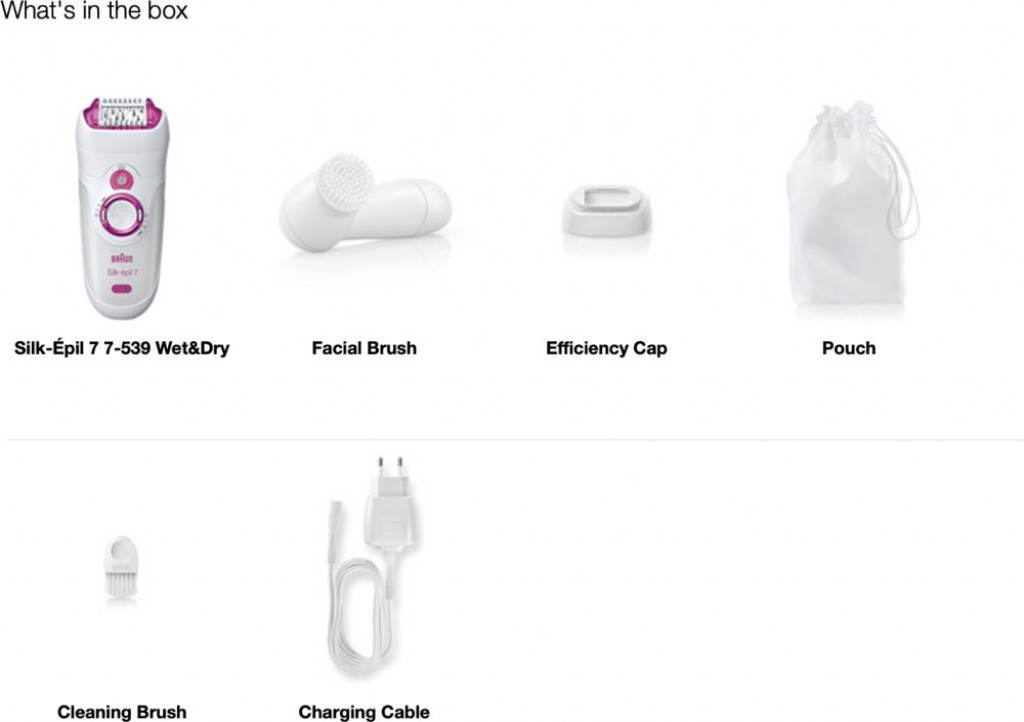 What's in the box
BRAUN
Silk·épil 7
Silk-Épil 7 7-539 Wet&Dry
Facial Brush
Efficiency Cap
Pouch
Cleaning Brush
Charging Cable